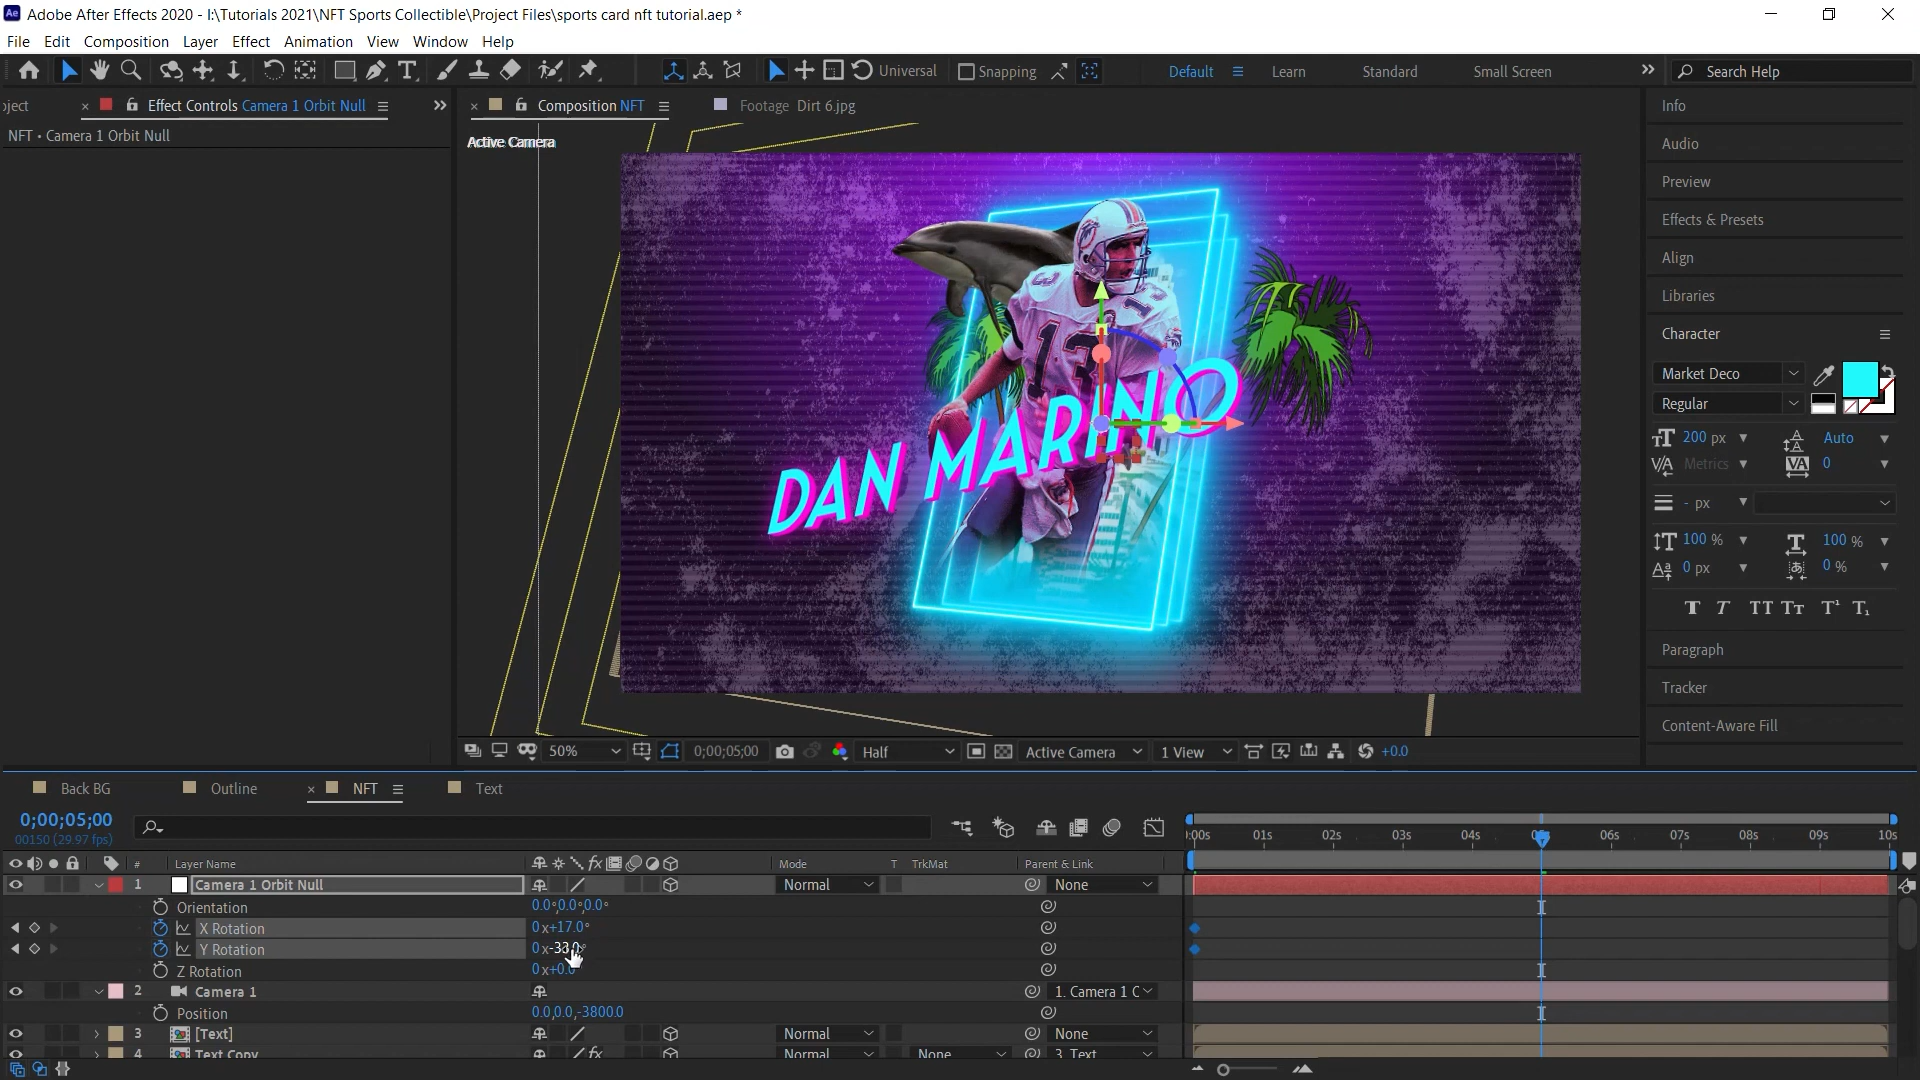 Adobe After Effects 2020 - I:\Tutorials 2021\NFT Sports Collectible\Project Files\sports card nft tutorial.aep *
File Edit Composition Layer Effect Animation View Window Help
Universal Snapping Default Learn Standard Small Screen Search Help
oject Effect Controls Camera 1 Orbit Null Composition NFT Footage Dirt 6.jpg Info
NFT • Camera 1 Orbit Null
Active Camera
Audio
Preview
Effects & Presets
Align
Libraries
Character
Market Deco
Regular
200 px Auto
Metrics 0
- px
100 % 100 %
0 px 0 %
Paragraph
Tracker
Content-Aware Fill
13
13
DAN MARINO
50% 0;00;05;00 Half Active Camera 1 View +0.0
Back BG Outline NFT Text
0;00;05;00
00150 (29.97 fps)
:00s 01s 02s 03s 04s 06s 07s 08s 09s 10s
# Layer Name Mode T TrkMat Parent & Link
1 Camera 1 Orbit Null Normal None
Orientation 0.0°,0.0°,0.0°
X Rotation 0x+17.0°
Y Rotation 0x-33.0°
Z Rotation 0x+0.0°
2 Camera 1 1. Camera 1 C
Position 0.0,0.0,-3800.0
3 [Text] Normal None
4 Text Copy Normal None 3. Text